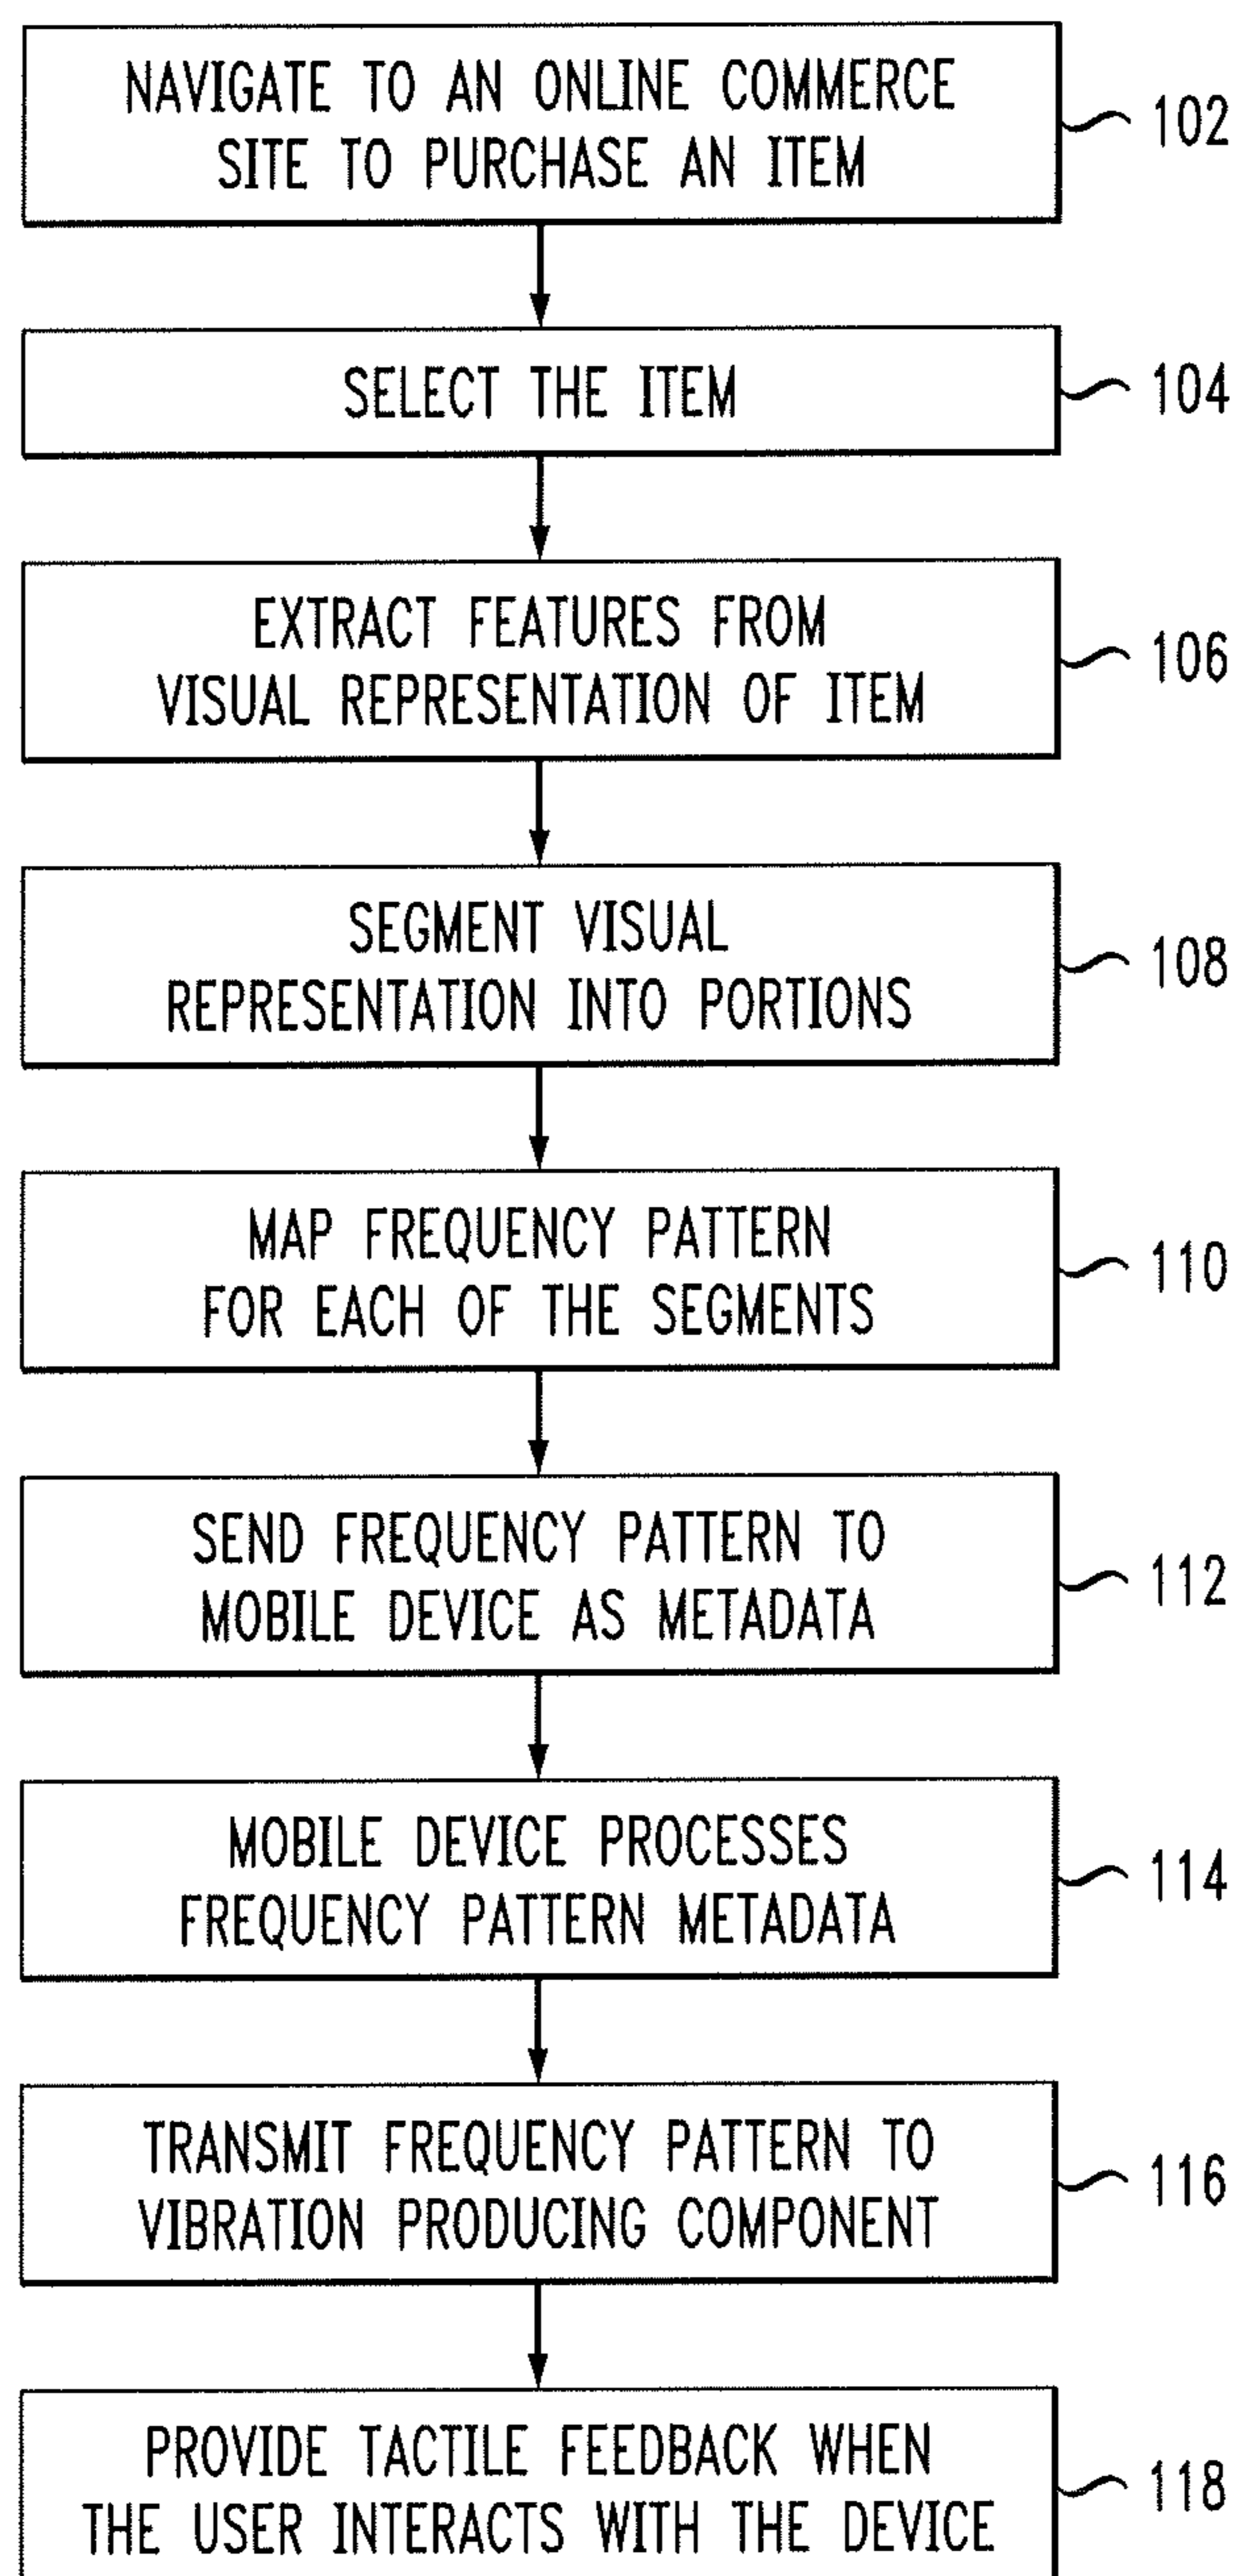 NAVIGATE TO AN ONLINE COMMERCE
SITE TO PURCHASE AN ITEM
102
SELECT THE ITEM
104
EXTRACT FEATURES FROM
VISUAL REPRESENTATION OF ITEM
106
SEGMENT VISUAL
REPRESENTATION INTO PORTIONS
108
MAP FREQUENCY PATTERN
FOR EACH OF THE SEGMENTS
110
SEND FREQUENCY PATTERN TO
MOBILE DEVICE AS METADATA
112
MOBILE DEVICE PROCESSES
FREQUENCY PATTERN METADATA
114
TRANSMIT FREQUENCY PATTERN TO
VIBRATION PRODUCING COMPONENT
116
PROVIDE TACTILE FEEDBACK WHEN
THE USER INTERACTS WITH THE DEVICE
118